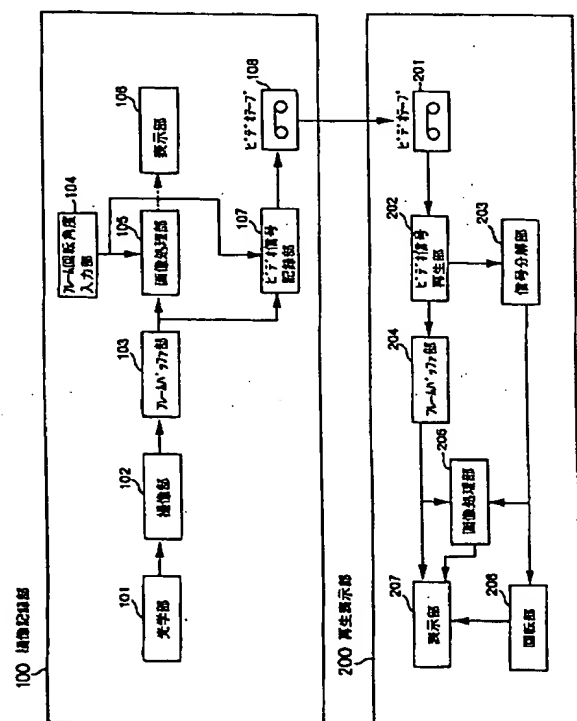 100 撮像記録部
101
光学部
102
撮像部
103
フレームバッファ部
104
フレーム回転角度
入力部
105
画像処理部
106
表示部
107
ビデオ信号
記録部
108
ビデオテープ
200 再生表示部
201
ビデオテープ
202
ビデオ信号
再生部
203
信号分解部
204
フレームバッファ部
205
画像処理部
206
回転部
207
表示部